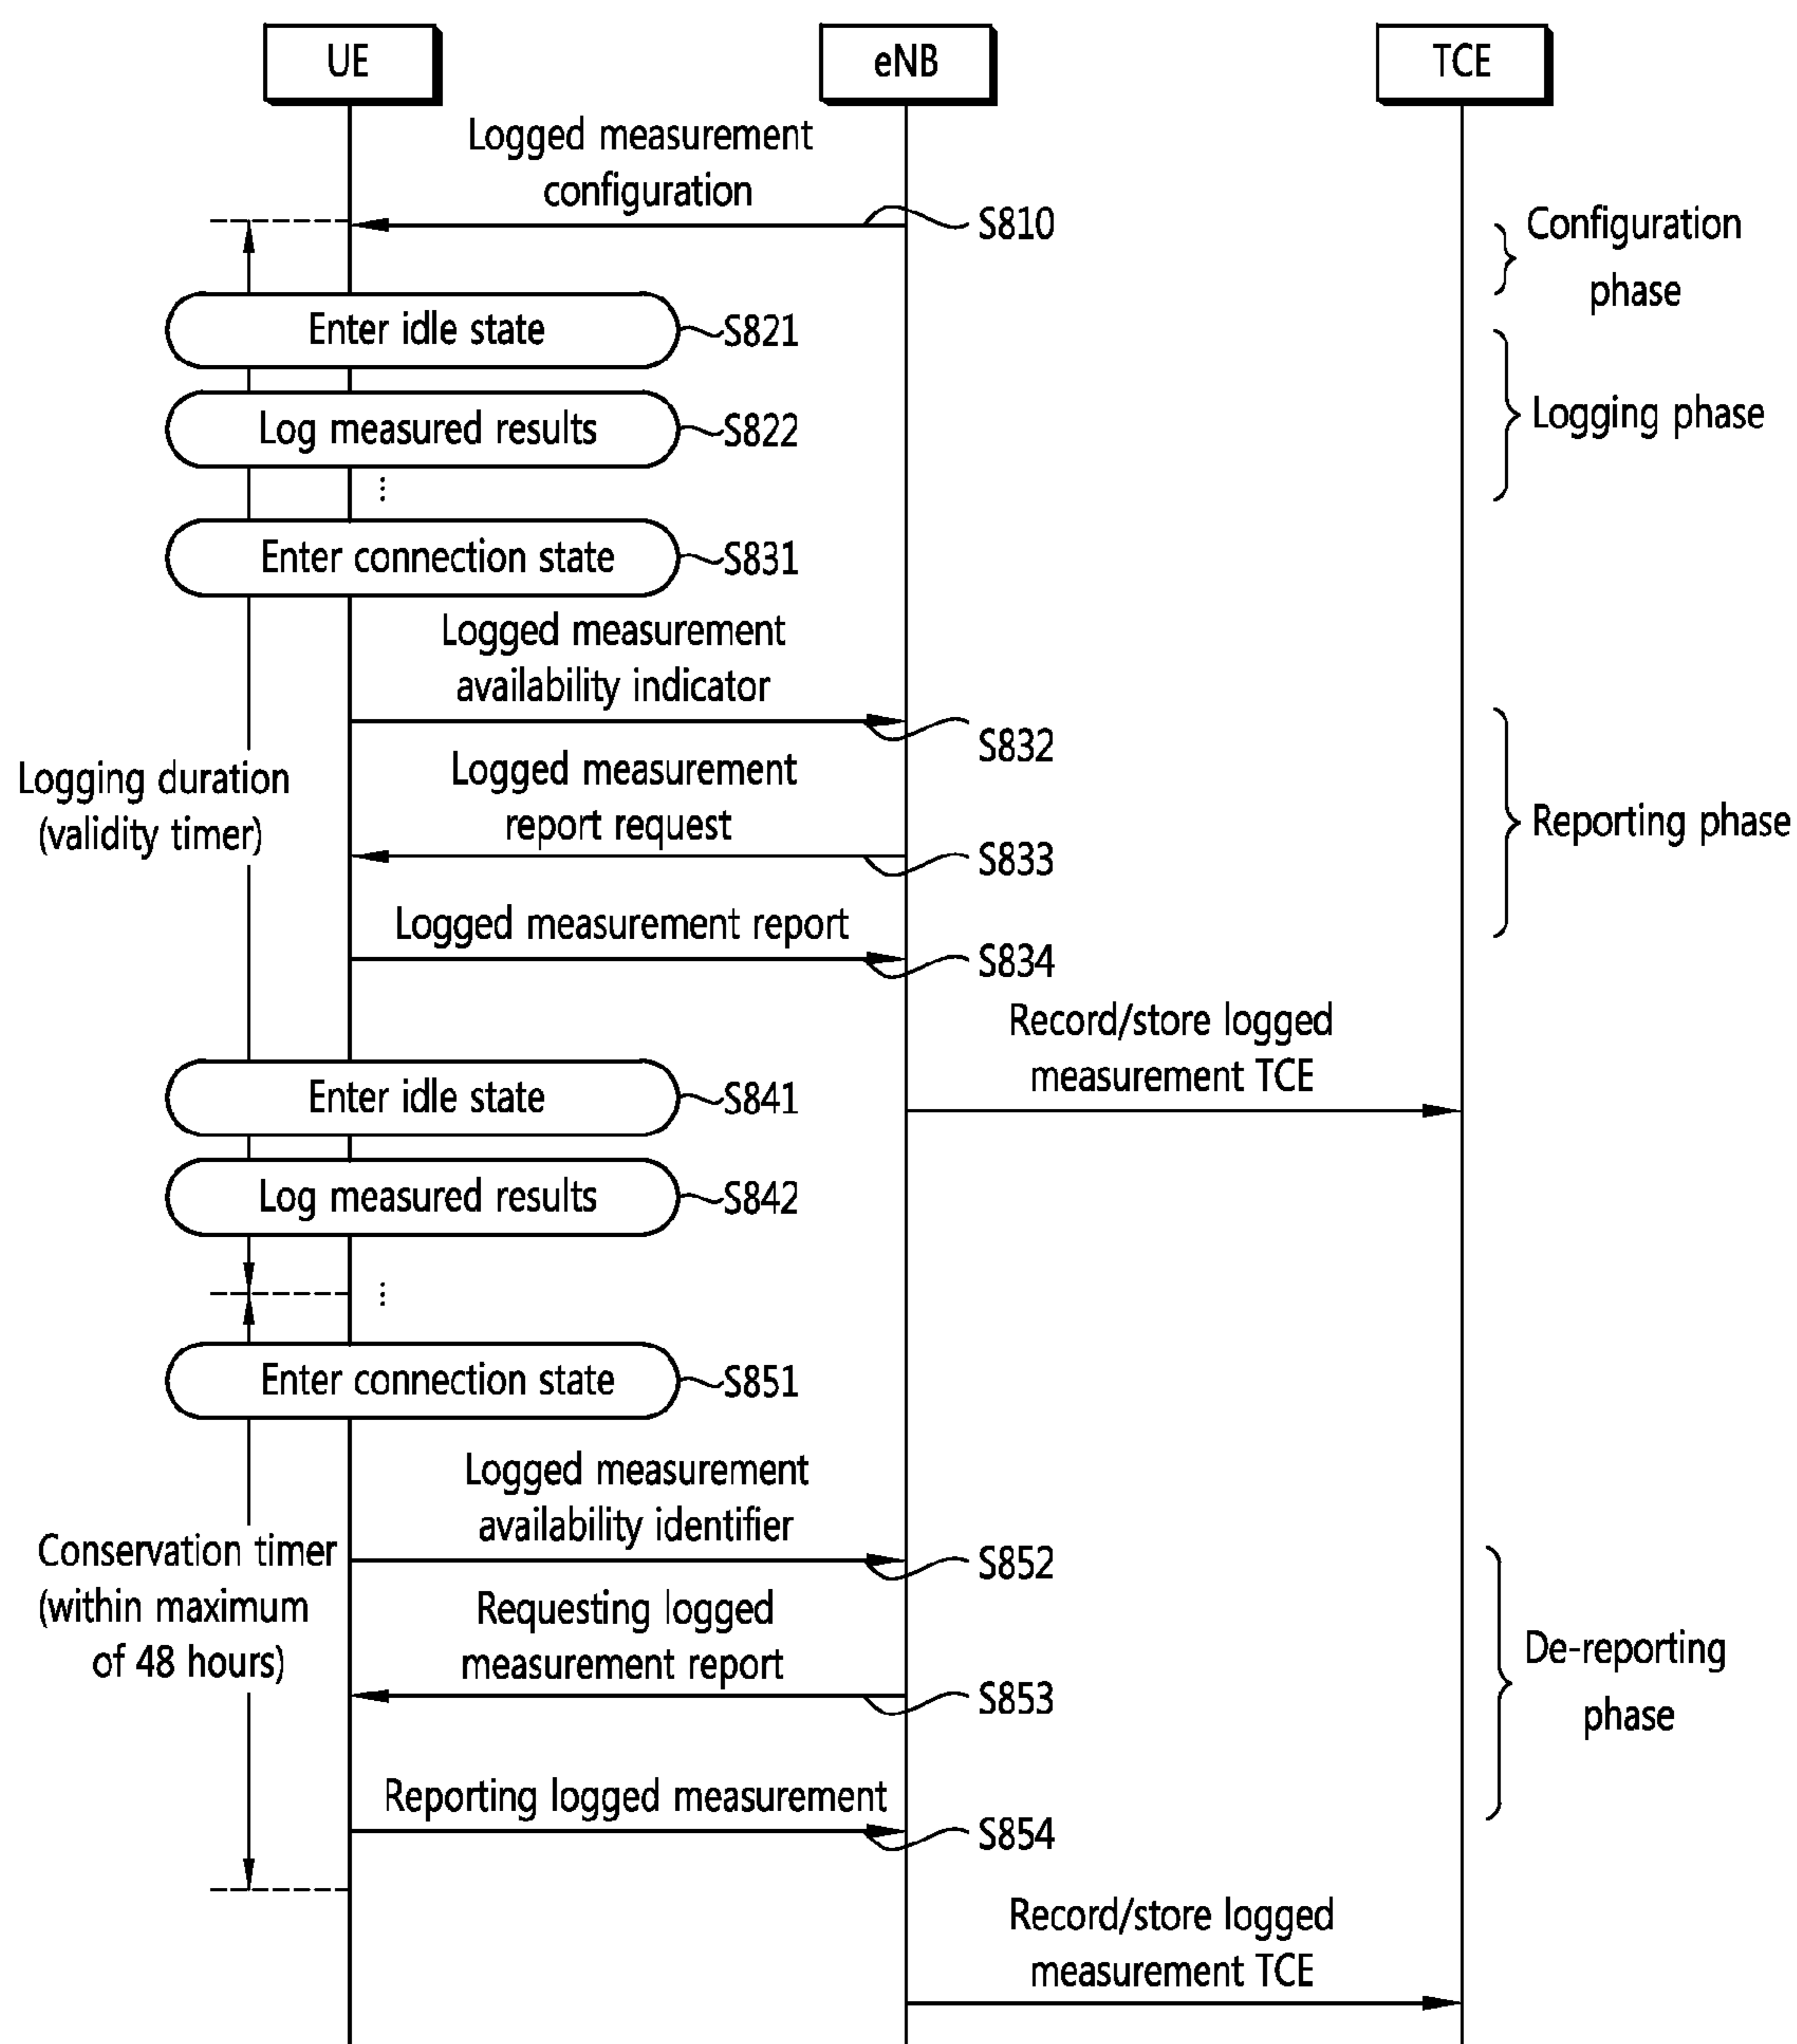 UE
eNB
TCE
Logged measurement
configuration
S810
Configuration
phase
Enter idle state
S821
Log measured results
S822
Logging phase
Enter connection state
S831
Logged measurement
availability indicator
S832
Logging duration
(validity timer)
Logged measurement
report request
S833
Reporting phase
Logged measurement report
S834
Record/store logged
measurement TCE
Enter idle state
S841
Log measured results
S842
Enter connection state
S851
Logged measurement
availability identifier
S852
Conservation timer
(within maximum
of 48 hours)
Requesting logged
measurement report
S853
De-reporting
phase
Reporting logged measurement
S854
Record/store logged
measurement TCE